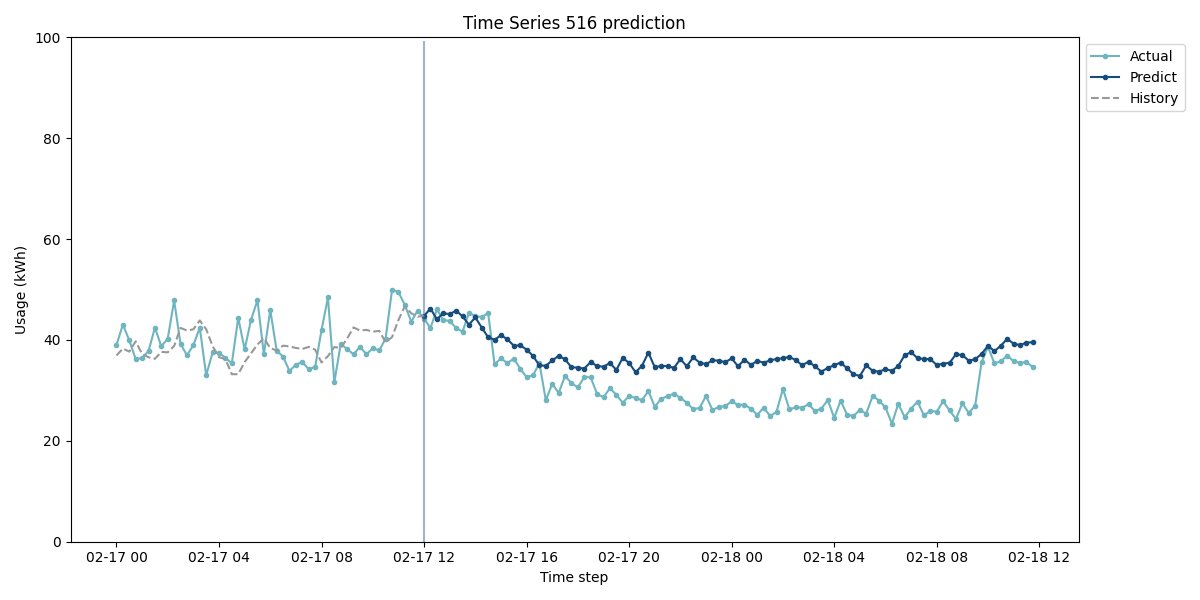 Time Series 516 prediction
100
80
60
40
20
0
Usage (kWh)
02-17 00
02-17 04
02-17 08
02-17 12
02-17 16
02-17 20
02-18 00
02-18 04
02-18 08
02-18 12
Time step
Actual
Predict
History